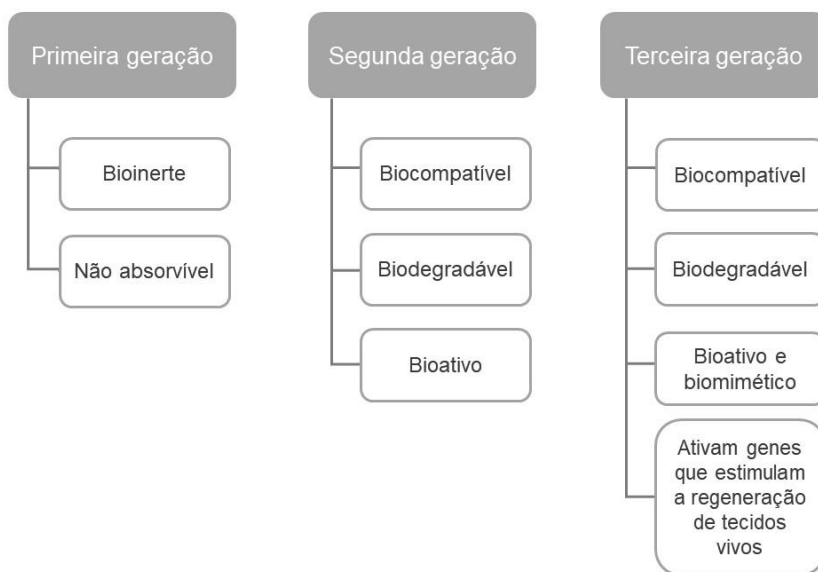 Primeira geração
Bioinerte
Não absorvível
Segunda geração
Biocompatível
Biodegradável
Bioativo
Terceira geração
Biocompatível
Biodegradável
Bioativo e
biomimético
Ativam genes
que estimulam
a regeneração
de tecidos
vivos